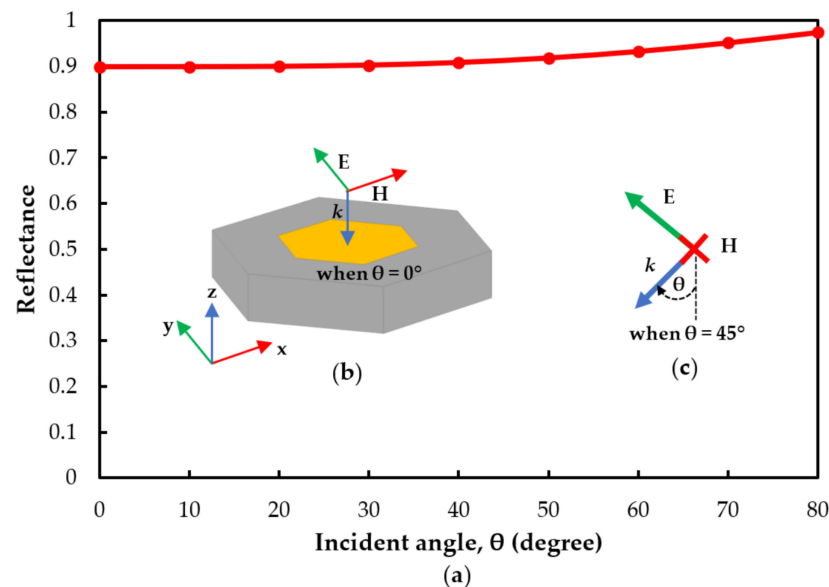 1
0.9
0.8
0.7
0.6
0.5
0.4
0.3
0.2
0.1
0
Reflectance
E
H
k
when θ = 0°
z
y
x
(b)
E
H
k
θ
when θ = 45°
(c)
0 10 20 30 40 50 60 70 80
Incident angle, θ (degree)
(a)